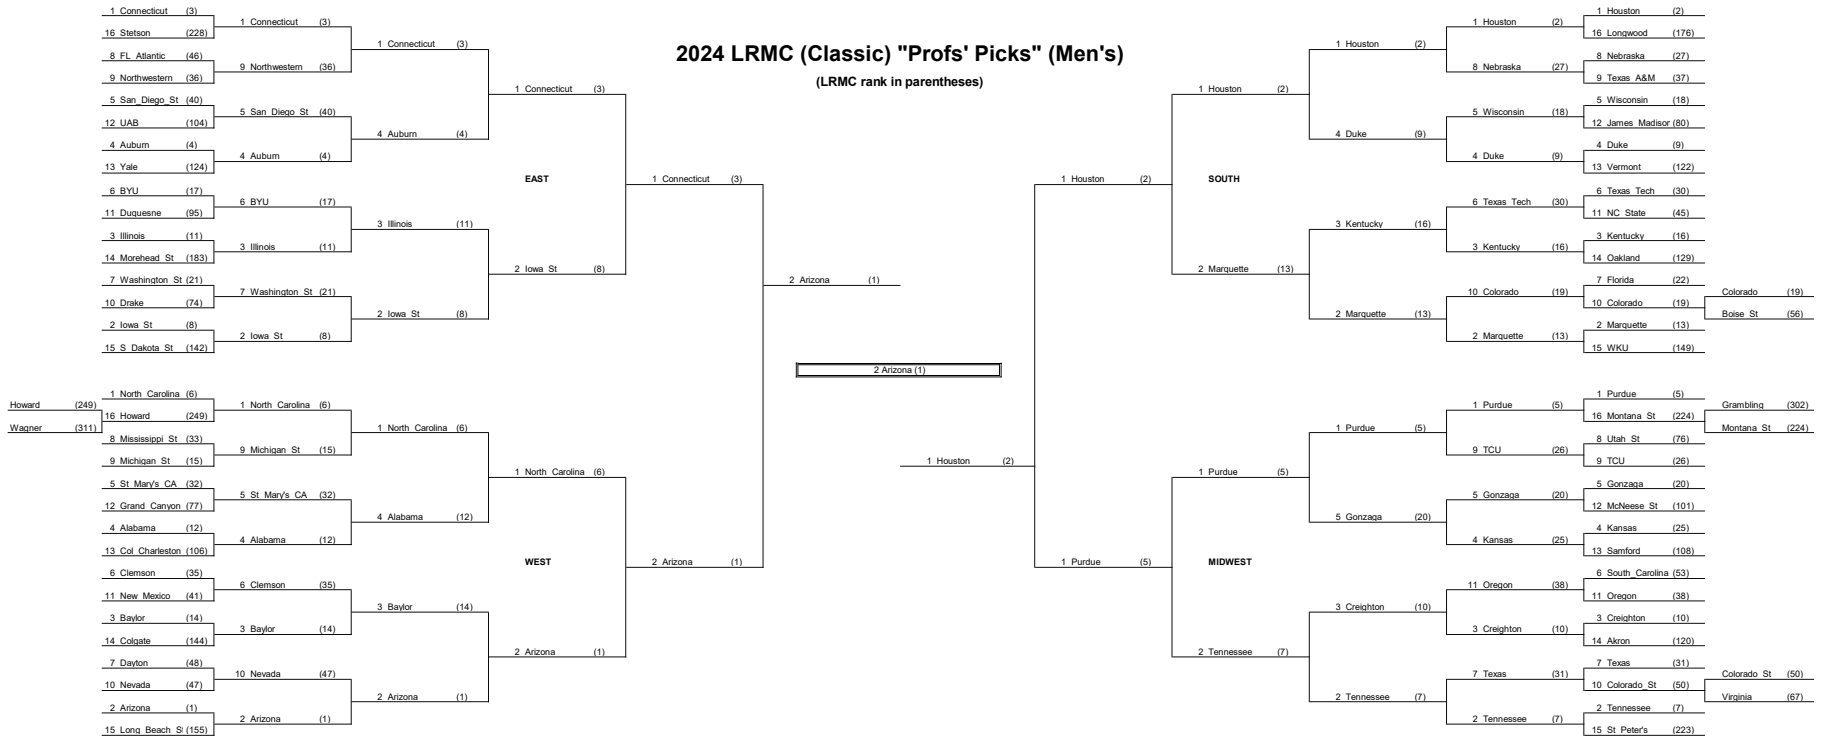 2024 LRMC (Classic) "Profs' Picks" (Men's)
(LRMC rank in parentheses)
1 Connecticut (3)
16 Stetson (228)
8 FL Atlantic (46)
9 Northwestern (36)
5 San_Diego_St (40)
12 UAB (104)
4 Auburn (4)
13 Yale (124)
6 BYU (17)
11 Duquesne (95)
3 Illinois (11)
14 Morehead St (183)
7 Washington St (21)
10 Drake (74)
2 Iowa St (8)
15 S Dakota St (142)
1 Connecticut (3)
9 Northwestern (36)
5 San Diego St (40)
4 Auburn (4)
6 BYU (17)
3 Illinois (11)
7 Washington St (21)
2 Iowa St (8)
1 Connecticut (3)
4 Auburn (4)
3 Illinois (11)
2 Iowa St (8)
1 Connecticut (3)
2 Iowa St (8)
EAST
1 Connecticut (3)
2 Arizona (1)
Howard (249)
Wagner (311)
1 North Carolina (6)
16 Howard (249)
8 Mississippi St (33)
9 Michigan St (15)
5 St Mary's CA (32)
12 Grand Canyon (77)
4 Alabama (12)
13 Col Charleston (106)
6 Clemson (35)
11 New Mexico (41)
3 Baylor (14)
14 Colgate (144)
7 Dayton (48)
10 Nevada (47)
2 Arizona (1)
15 Long Beach S (155)
1 North Carolina (6)
9 Michigan St (15)
5 St Mary's CA (32)
4 Alabama (12)
6 Clemson (35)
3 Baylor (14)
10 Nevada (47)
2 Arizona (1)
1 North Carolina (6)
4 Alabama (12)
3 Baylor (14)
2 Arizona (1)
1 North Carolina (6)
2 Arizona (1)
WEST
2 Arizona (1)
2 Arizona (1)
1 Houston (2)
1 Houston (2)
SOUTH
1 Houston (2)
2 Marquette (13)
1 Houston (2)
4 Duke (9)
3 Kentucky (16)
2 Marquette (13)
1 Houston (2)
8 Nebraska (27)
5 Wisconsin (18)
4 Duke (9)
6 Texas Tech (30)
3 Kentucky (16)
10 Colorado (19)
2 Marquette (13)
1 Houston (2)
16 Longwood (176)
8 Nebraska (27)
9 Texas A&M (37)
5 Wisconsin (18)
12 James Madisor (80)
4 Duke (9)
13 Vermont (122)
6 Texas Tech (30)
11 NC State (45)
3 Kentucky (16)
14 Oakland (129)
7 Florida (22)
10 Colorado (19)
2 Marquette (13)
15 WKU (149)
Colorado (19)
Boise St (56)
1 Purdue (5)
MIDWEST
1 Purdue (5)
2 Tennessee (7)
1 Purdue (5)
5 Gonzaga (20)
3 Creighton (10)
2 Tennessee (7)
1 Purdue (5)
9 TCU (26)
5 Gonzaga (20)
4 Kansas (25)
11 Oregon (38)
3 Creighton (10)
7 Texas (31)
2 Tennessee (7)
1 Purdue (5)
16 Montana St (224)
8 Utah St (76)
9 TCU (26)
5 Gonzaga (20)
12 McNeese St (101)
4 Kansas (25)
13 Samford (108)
6 South_Carolina (53)
11 Oregon (38)
3 Creighton (10)
14 Akron (120)
7 Texas (31)
10 Colorado_St (50)
2 Tennessee (7)
15 St Peter's (223)
Grambling (302)
Montana St (224)
Colorado St (50)
Virginia (67)